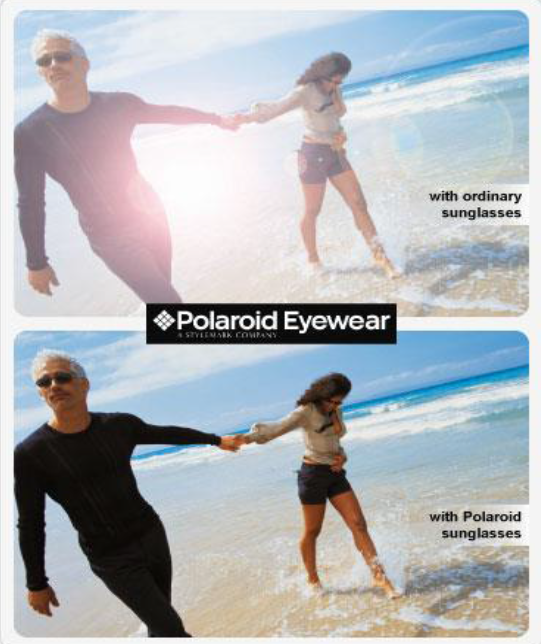 with ordinary
sunglasses
Polaroid Eyewear
A STYLEMARK COMPANY
with Polaroid
sunglasses